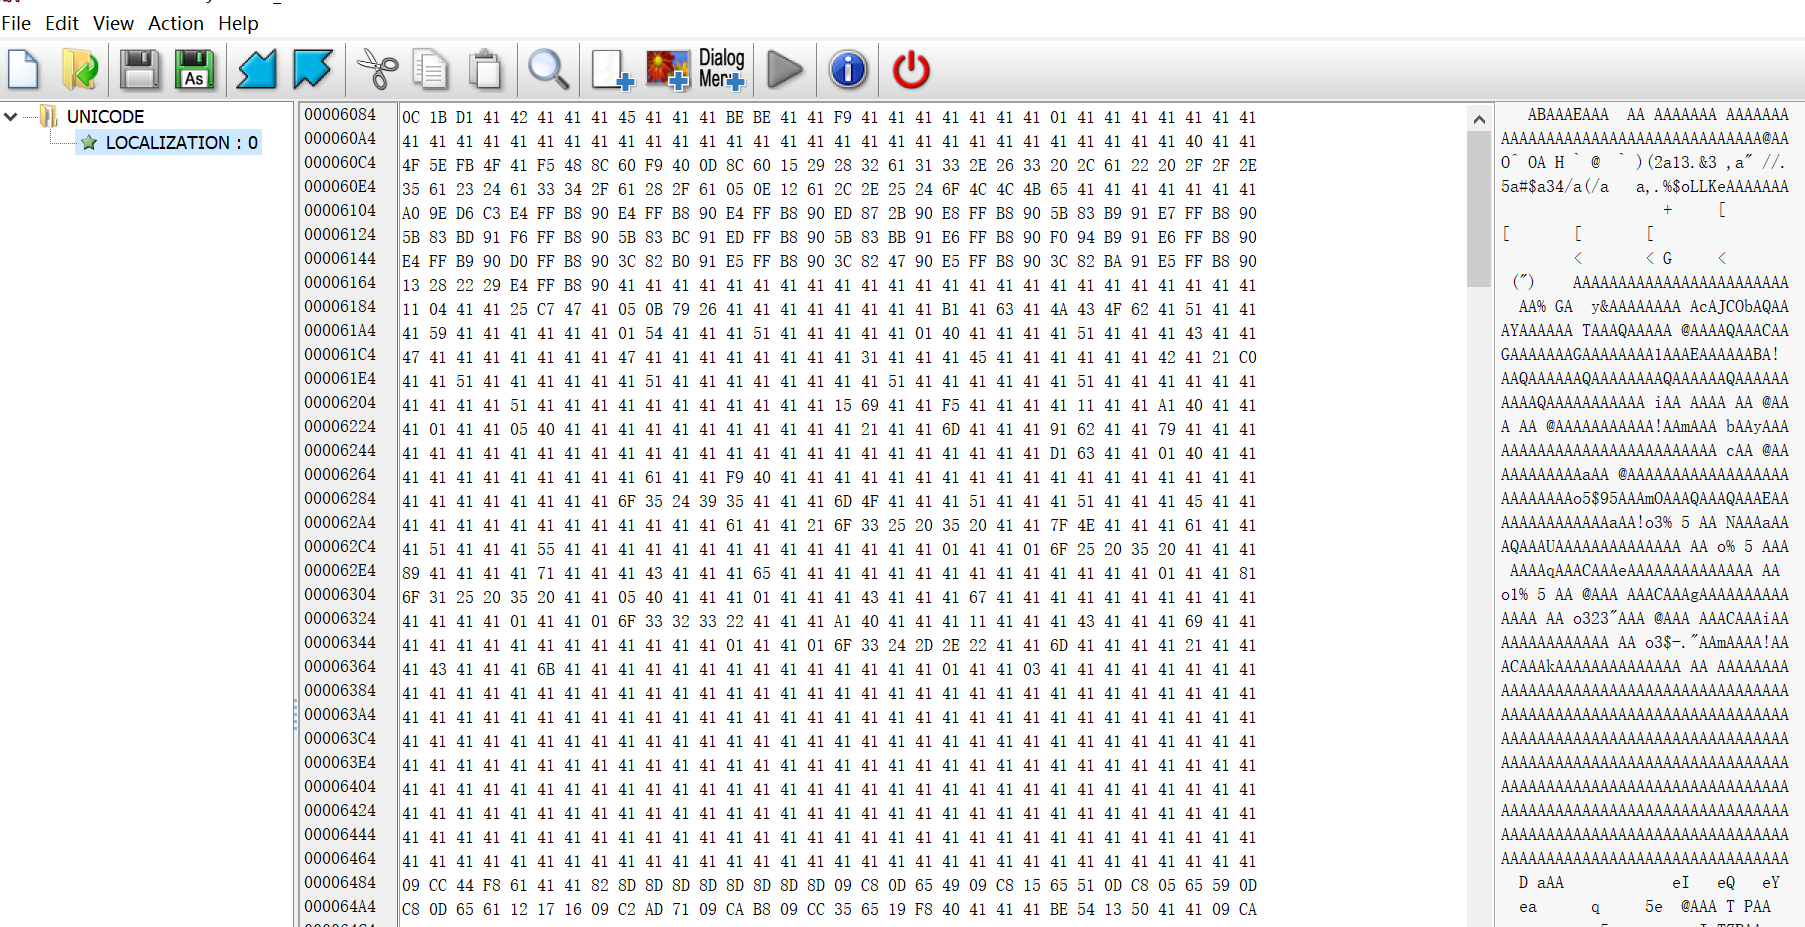 File Edit View Action Help
As
Dialog
Men
UNICODE
LOCALIZATION : 0
00006084 0C 1B D1 41 42 41 41 41 45 41 41 41 BE BE 41 41 F9 41 41 41 41 41 41 41 01 41 41 41 41 41 41 41 ABAAAEAAA AA AAAAAAA AAAAAAA
000060A4 41 41 41 41 41 41 41 41 41 41 41 41 41 41 41 41 41 41 41 41 41 41 41 41 41 41 41 41 41 40 41 41 AAAAAAAAAAAAAAAAAAAAAAAAAAAAA@AA
000060C4 4F 5E FB 4F 41 F5 48 8C 60 F9 40 0D 8C 60 15 29 28 32 61 31 33 2E 26 33 20 2C 61 22 20 2F 2F 2E O^ OA H ` @ ` )(2a13.&3 ,a" //.
000060E4 35 61 23 24 61 33 34 2F 61 28 2F 61 05 0E 12 61 2C 2E 25 24 6F 4C 4C 4B 65 41 41 41 41 41 41 41 5a#$a34/a(/a a,.%$oLLKeAAAAAAA
00006104 A0 9E D6 C3 E4 FF B8 90 E4 FF B8 90 E4 FF B8 90 ED 87 2B 90 E8 FF B8 90 5B 83 B9 91 E7 FF B8 90 + [
00006124 5B 83 BD 91 F6 FF B8 90 5B 83 BC 91 ED FF B8 90 5B 83 BB 91 E6 FF B8 90 F0 94 B9 91 E6 FF B8 90 [ [ [
00006144 E4 FF B9 90 D0 FF B8 90 3C 82 B0 91 E5 FF B8 90 3C 82 47 90 E5 FF B8 90 3C 82 BA 91 E5 FF B8 90 < < G <
00006164 13 28 22 29 E4 FF B8 90 41 41 41 41 41 41 41 41 41 41 41 41 41 41 41 41 41 41 41 41 41 41 41 41 (") AAAAAAAAAAAAAAAAAAAAAAAA
00006184 11 04 41 41 25 C7 47 41 05 0B 79 26 41 41 41 41 41 41 41 41 B1 41 63 41 4A 43 4F 62 41 51 41 41 AA% GA y&AAAAAAAA AcAJCObAQAA
000061A4 41 59 41 41 41 41 41 41 01 54 41 41 41 51 41 41 41 41 41 01 40 41 41 41 41 51 41 41 41 43 41 41 AYAAAAAA TAAAQAAAAA @AAAAQAAACAA
000061C4 47 41 41 41 41 41 41 41 47 41 41 41 41 41 41 41 41 31 41 41 41 45 41 41 41 41 41 41 42 41 21 C0 GAAAAAAAGAAAAAAAA1AAAEAAAAAABA!
000061E4 41 41 51 41 41 41 41 41 41 51 41 41 41 41 41 41 41 41 51 41 41 41 41 41 41 51 41 41 41 41 41 41 AAQAAAAAAQAAAAAAAAQAAAAAAQAAAAAA
00006204 41 41 41 41 51 41 41 41 41 41 41 41 41 41 41 41 15 69 41 41 F5 41 41 41 41 11 41 41 A1 40 41 41 AAAAQAAAAAAAAAAA iAA AAAA AA @AA
00006224 41 01 41 41 05 40 41 41 41 41 41 41 41 41 41 41 41 21 41 41 6D 41 41 41 91 62 41 41 79 41 41 41 A AA @AAAAAAAAAAA!AAmAAA bAAyAAA
00006244 41 41 41 41 41 41 41 41 41 41 41 41 41 41 41 41 41 41 41 41 41 41 41 41 D1 63 41 41 01 40 41 41 AAAAAAAAAAAAAAAAAAAAAAAA cAA @AA
00006264 41 41 41 41 41 41 41 41 41 61 41 41 F9 40 41 41 41 41 41 41 41 41 41 41 41 41 41 41 41 41 41 41 AAAAAAAAAaAA @AAAAAAAAAAAAAAAAAA
00006284 41 41 41 41 41 41 41 41 6F 35 24 39 35 41 41 41 6D 4F 41 41 41 51 41 41 41 51 41 41 41 45 41 41 AAAAAAAAo5$95AAAmOAAAQAAAQAAAEAA
000062A4 41 41 41 41 41 41 41 41 41 41 41 41 61 41 41 21 6F 33 25 20 35 20 41 41 7F 4E 41 41 41 61 41 41 AAAAAAAAAAAAaAA!o3% 5 AA NAAAaAA
000062C4 41 51 41 41 41 55 41 41 41 41 41 41 41 41 41 41 41 41 41 41 01 41 41 01 6F 25 20 35 20 41 41 41 AQAAAUAAAAAAAAAAAAAA AA o% 5 AAA
000062E4 89 41 41 41 41 71 41 41 41 43 41 41 41 65 41 41 41 41 41 41 41 41 41 41 41 41 41 41 01 41 41 81 AAAAqAAACAAAeAAAAAAAAAAAAAA AA
00006304 6F 31 25 20 35 20 41 41 05 40 41 41 41 01 41 41 41 43 41 41 41 67 41 41 41 41 41 41 41 41 41 41 o1% 5 AA @AAA AAACAAAgAAAAAAAAAA
00006324 41 41 41 41 01 41 41 01 6F 33 32 33 22 41 41 41 A1 40 41 41 41 11 41 41 41 43 41 41 41 69 41 41 AAAA AA o323"AAA @AAA AAACAAAiAA
00006344 41 41 41 41 41 41 41 41 41 41 41 41 01 41 41 01 6F 33 24 2D 2E 22 41 41 6D 41 41 41 41 21 41 41 AAAAAAAAAAAA AA o3$-."AAmAAAA!AA
00006364 41 43 41 41 41 6B 41 41 41 41 41 41 41 41 41 41 41 41 41 41 01 41 41 03 41 41 41 41 41 41 41 41 ACAAAkAAAAAAAAAAAAAA AA AAAAAAAA
00006384 41 41 41 41 41 41 41 41 41 41 41 41 41 41 41 41 41 41 41 41 41 41 41 41 41 41 41 41 41 41 41 41 AAAAAAAAAAAAAAAAAAAAAAAAAAAAAAAA
000063A4 41 41 41 41 41 41 41 41 41 41 41 41 41 41 41 41 41 41 41 41 41 41 41 41 41 41 41 41 41 41 41 41 AAAAAAAAAAAAAAAAAAAAAAAAAAAAAAAA
000063C4 41 41 41 41 41 41 41 41 41 41 41 41 41 41 41 41 41 41 41 41 41 41 41 41 41 41 41 41 41 41 41 41 AAAAAAAAAAAAAAAAAAAAAAAAAAAAAAAA
000063E4 41 41 41 41 41 41 41 41 41 41 41 41 41 41 41 41 41 41 41 41 41 41 41 41 41 41 41 41 41 41 41 41 AAAAAAAAAAAAAAAAAAAAAAAAAAAAAAAA
00006404 41 41 41 41 41 41 41 41 41 41 41 41 41 41 41 41 41 41 41 41 41 41 41 41 41 41 41 41 41 41 41 41 AAAAAAAAAAAAAAAAAAAAAAAAAAAAAAAA
00006424 41 41 41 41 41 41 41 41 41 41 41 41 41 41 41 41 41 41 41 41 41 41 41 41 41 41 41 41 41 41 41 41 AAAAAAAAAAAAAAAAAAAAAAAAAAAAAAAA
00006444 41 41 41 41 41 41 41 41 41 41 41 41 41 41 41 41 41 41 41 41 41 41 41 41 41 41 41 41 41 41 41 41 AAAAAAAAAAAAAAAAAAAAAAAAAAAAAAAA
00006464 41 41 41 41 41 41 41 41 41 41 41 41 41 41 41 41 41 41 41 41 41 41 41 41 41 41 41 41 41 41 41 41 AAAAAAAAAAAAAAAAAAAAAAAAAAAAAAAA
00006484 09 CC 44 F8 61 41 41 82 8D 8D 8D 8D 8D 8D 8D 8D 09 C8 0D 65 49 09 C8 15 65 51 0D C8 05 65 59 0D D aAA eI eQ eY
000064A4 C8 0D 65 61 12 17 16 09 C2 AD 71 09 CA B8 09 CC 35 65 19 F8 40 41 41 41 BE 54 13 50 41 41 09 CA ea q 5e @AAA T PAA